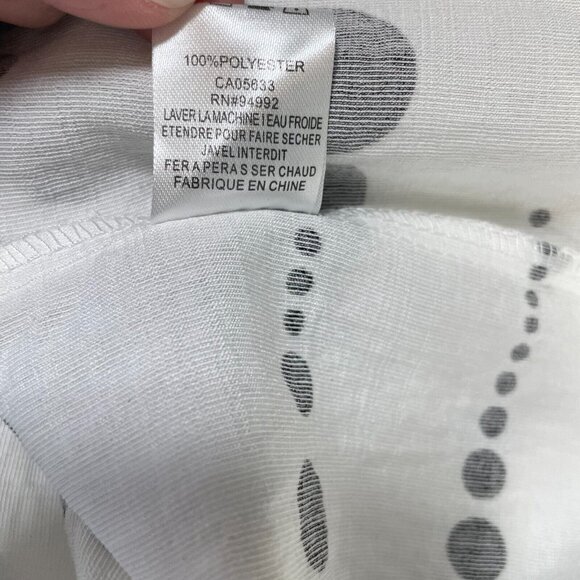 100%POLYESTER
CA05633
RN#94992
LAVER LA MACHINE I EAU FROIDE
ETENDRE POUR FAIRE SECHER
JAVEL INTERDIT
FER A PERA S SER CHAUD
FABRIQUE EN CHINE